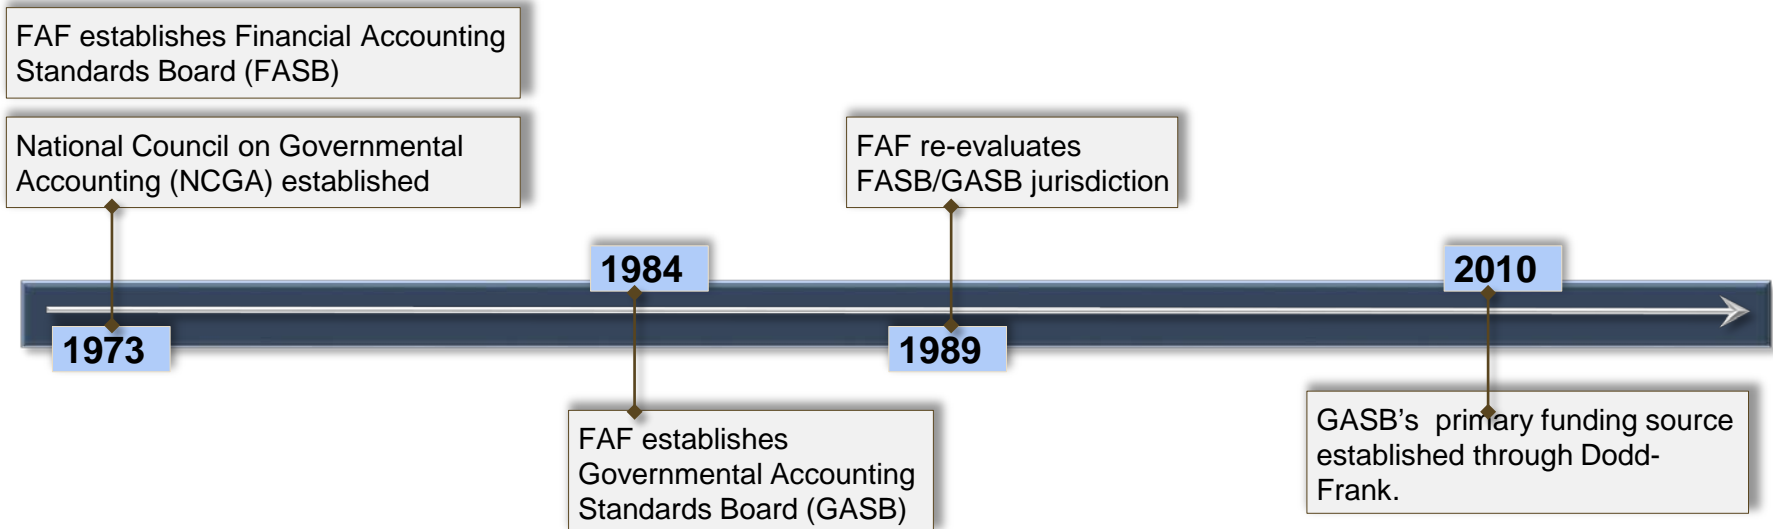 FAF establishes Financial Accounting
Standards Board (FASB)
National Council on Governmental
Accounting (NCGA) established
FAF re-evaluates
FASB/GASB jurisdiction
1984
2010
1973
1989
FAF establishes
Governmental Accounting
Standards Board (GASB)
GASB’s  primary funding source
established through Dodd-
Frank.